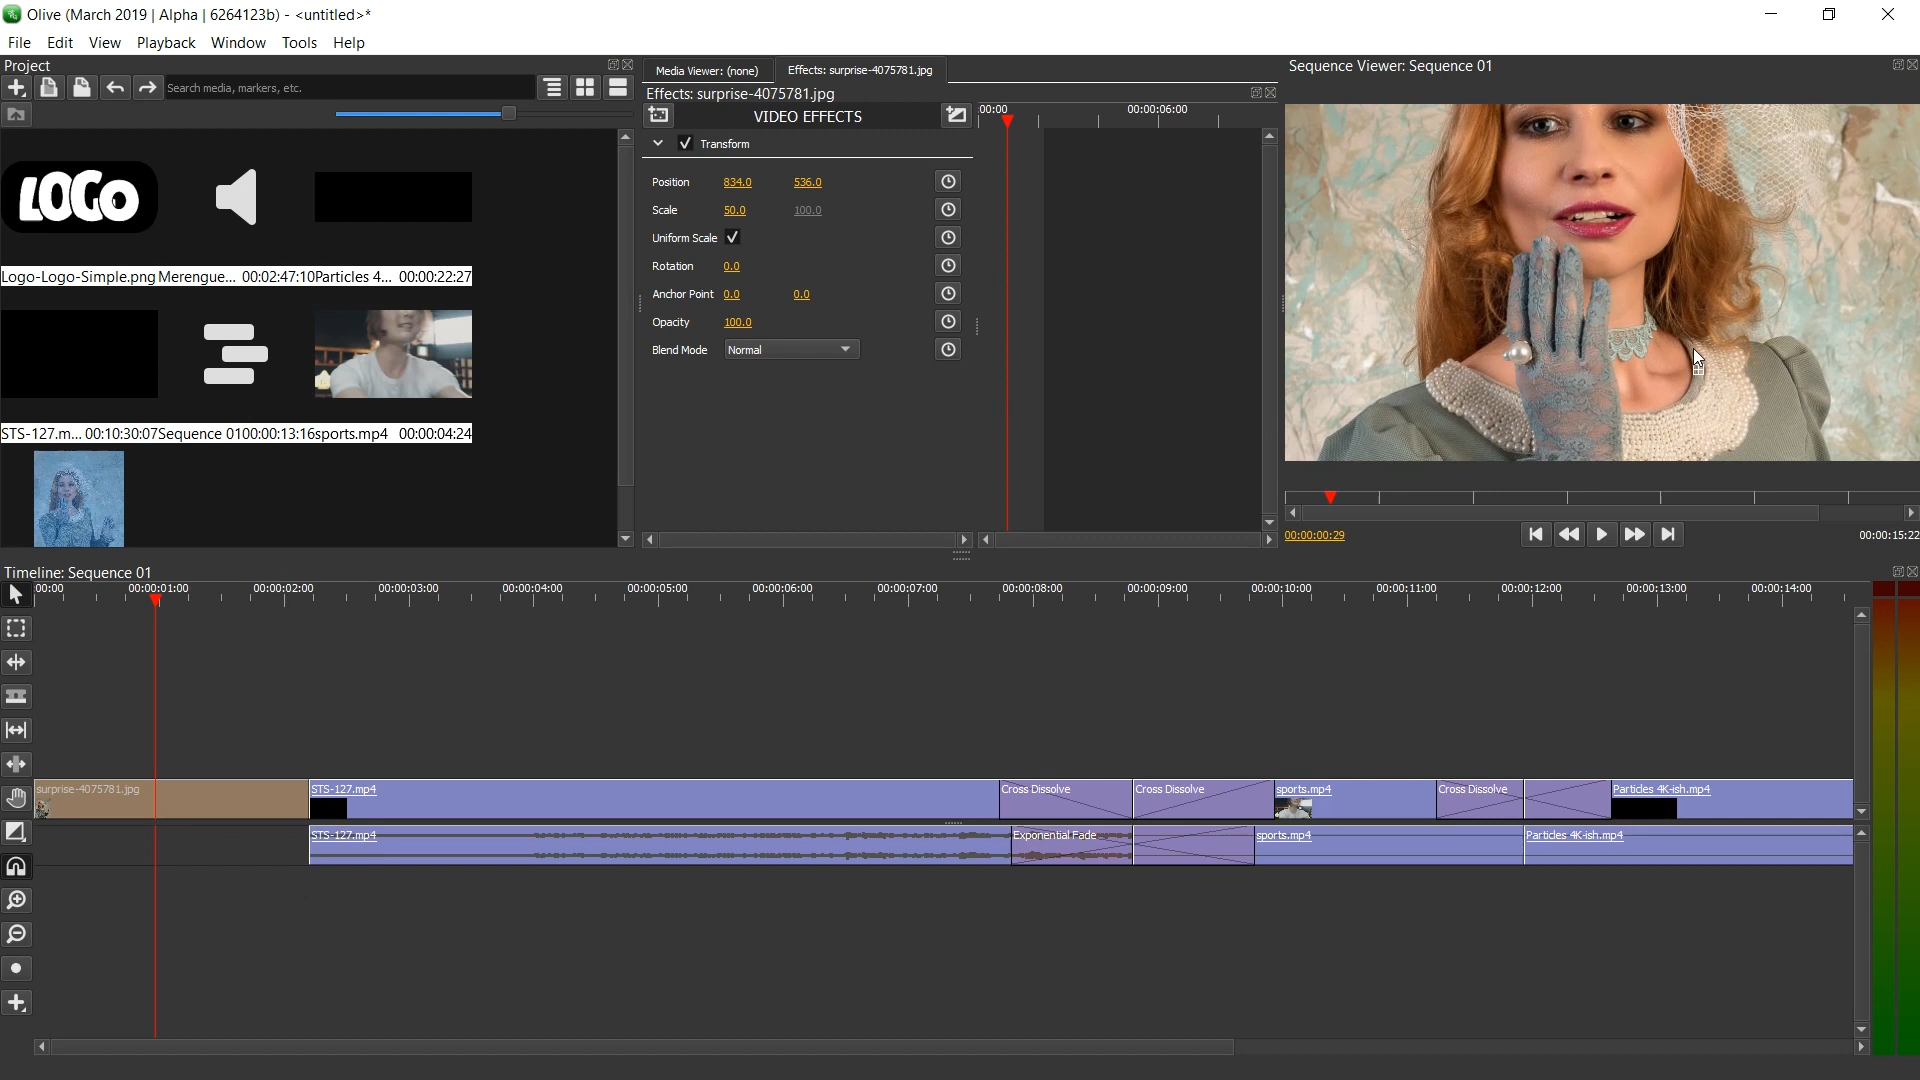 Olive (March 2019 | Alpha | 6264123b) - <untitled>*
File Edit View Playback Window Tools Help
Project
Search media, markers, etc.
LOGO
Logo-Logo-Simple.png Merengue... 00:02:47:10 Particles 4... 00:00:22:27
STS-127.m... 00:10:30:07 Sequence 01 00:00:13:16 sports.mp4 00:00:04:24
Media Viewer: (none) Effects: surprise-4075781.jpg
Effects: surprise-4075781.jpg
VIDEO EFFECTS
00:00 00:00:06:00
Transform
Position 834.0 536.0
Scale 50.0 100.0
Uniform Scale
Rotation 0.0
Anchor Point 0.0 0.0
Opacity 100.0
Blend Mode Normal
Sequence Viewer: Sequence 01
00:00:00:29 00:00:15:22
Timeline: Sequence 01
00:00 00:00:01:00 00:00:02:00 00:00:03:00 00:00:04:00 00:00:05:00 00:00:06:00 00:00:07:00 00:00:08:00 00:00:09:00 00:00:10:00 00:00:11:00 00:00:12:00 00:00:13:00 00:00:14:00
surprise-4075781.jpg STS-127.mp4 Cross Dissolve Cross Dissolve sports.mp4 Cross Dissolve Particles 4K-ish.mp4
STS-127.mp4 Exponential Fade sports.mp4 Particles 4K-ish.mp4